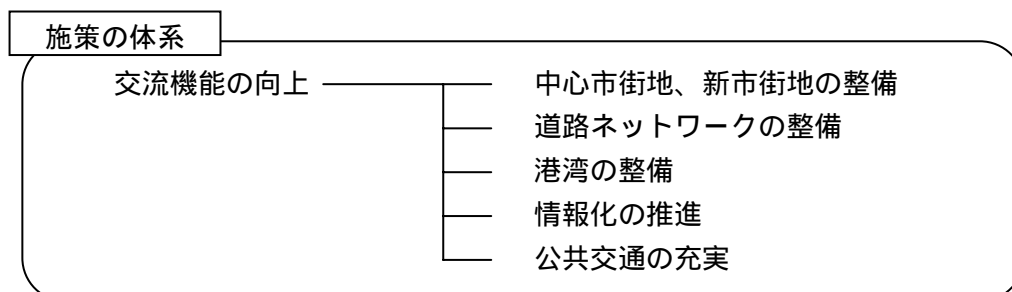 施策の体系
交流機能の向上
中心市街地、新市街地の整備
道路ネットワークの整備
港湾の整備
情報化の推進
公共交通の充実